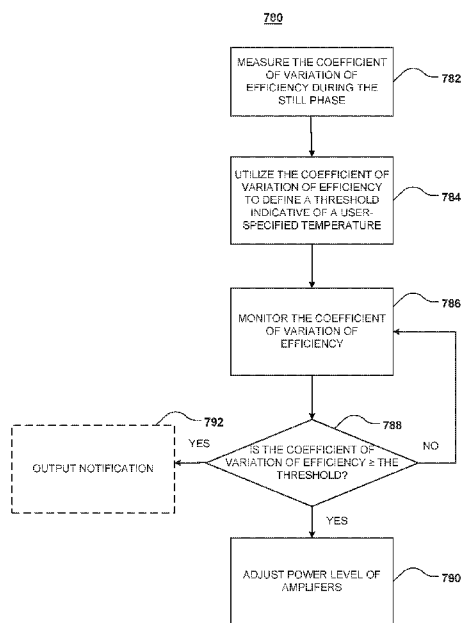 780
MEASURE THE COEFFICIENT
OF VARIATION OF
EFFICIENCY DURING THE
STILL PHASE
782
UTILIZE THE COEFFICIENT OF
VARIATION OF EFFICIENCY
TO DEFINE A THRESHOLD
INDICATIVE OF A USER-
SPECIFIED TEMPERATURE
784
MONITOR THE COEFFICIENT
OF VARIATION OF
EFFICIENCY
786
792
YES
OUTPUT NOTIFICATION
788
IS THE COEFFICIENT OF
VARIATION OF EFFICIENCY ≥ THE
THRESHOLD?
NO
YES
ADJUST POWER LEVEL OF
AMPLIFERS
790